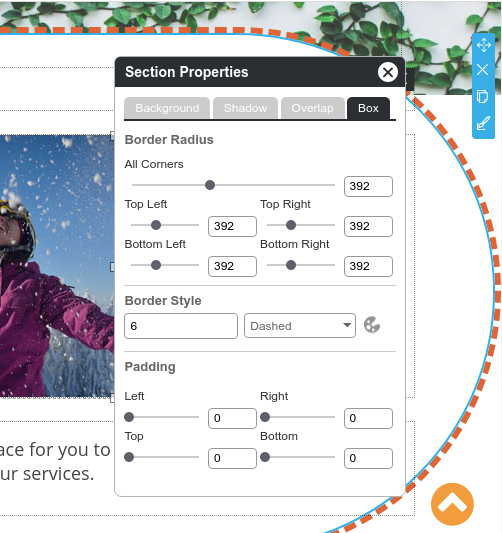 Section Properties
Background Shadow Overlap Box
Border Radius
All Corners
392
Top Left Top Right
392 392
Bottom Left Bottom Right
392 392
Border Style
6 Dashed
Padding
Left Right
0 0
Top Bottom
0 0
ace for you to
ur services.